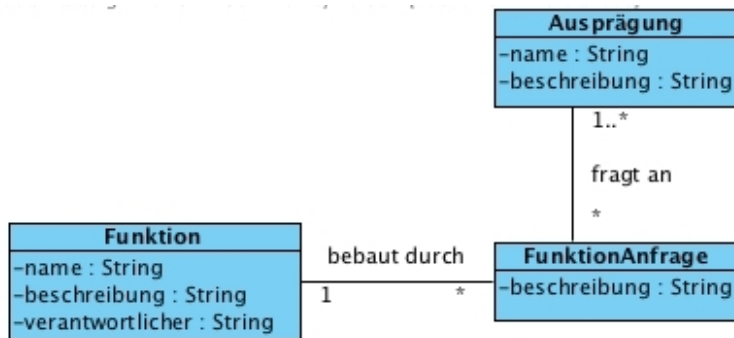 Ausprägung
-name : String
-beschreibung : String
1..*
fragt an
*
Funktion
-name : String
-beschreibung : String
-verantwortlicher : String
bebaut durch
1 *
FunktionAnfrage
-beschreibung : String